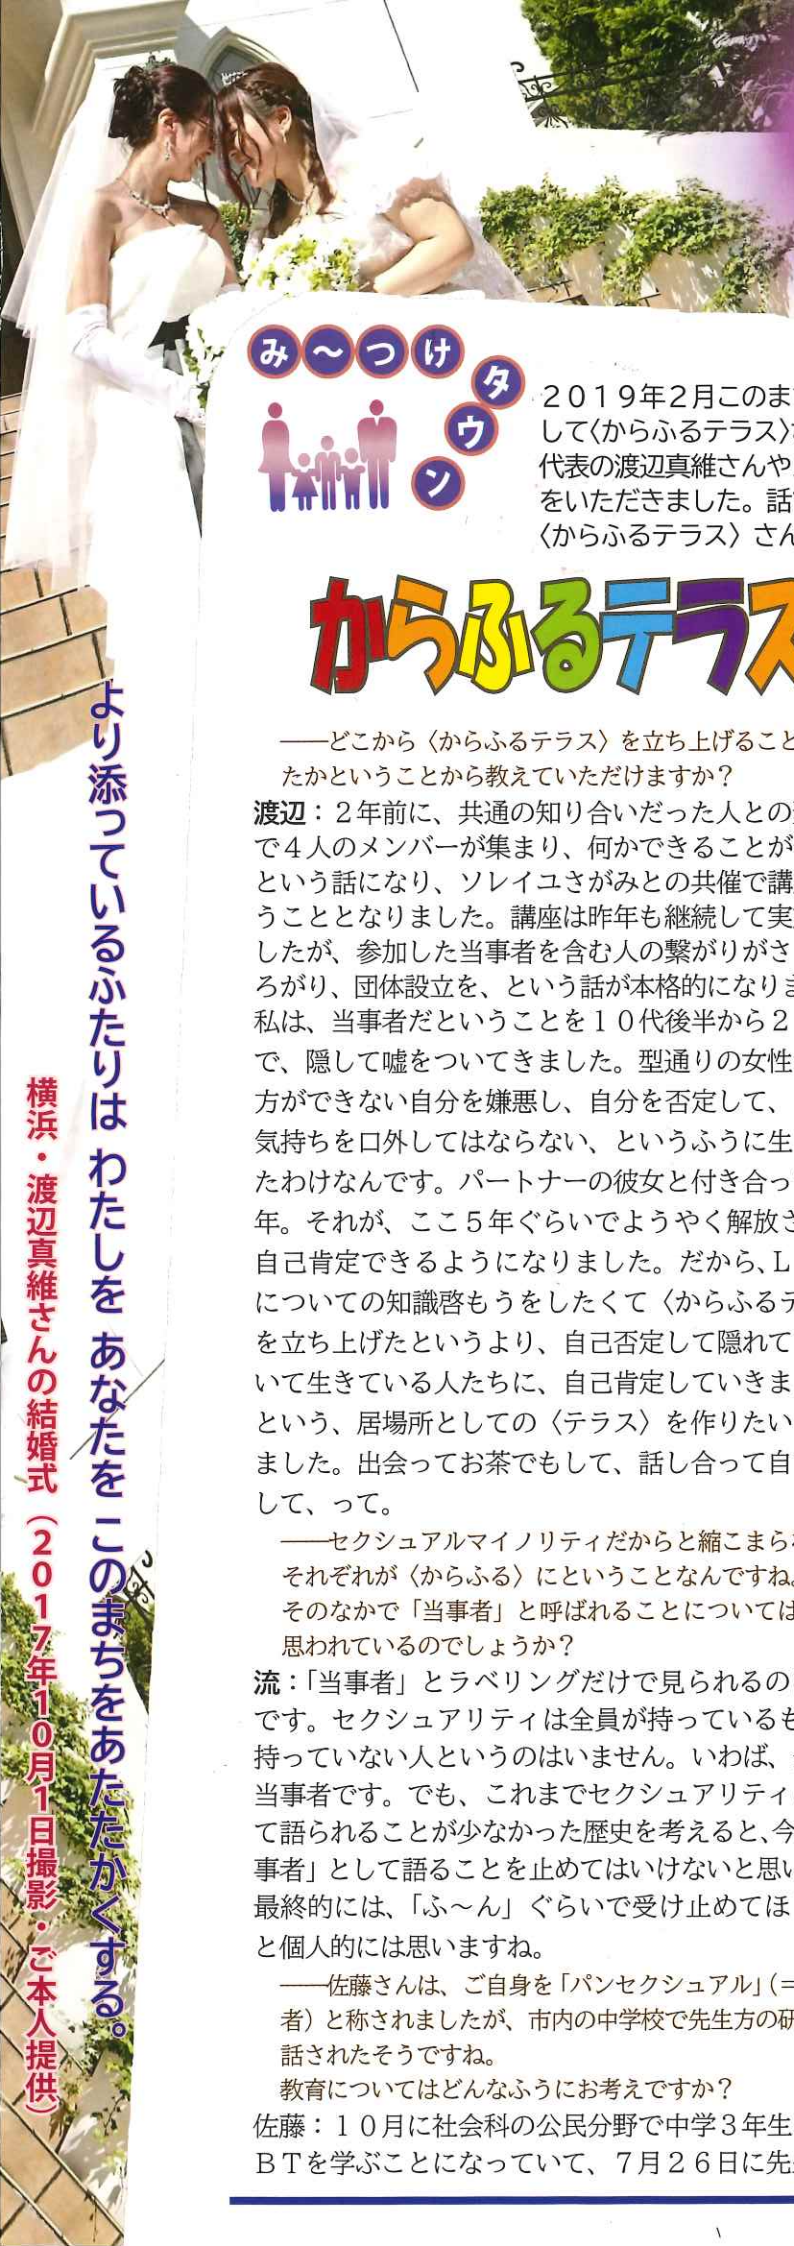 み〜つけタウン
２０１９年２月このま
して〈からふるテラス〉
代表の渡辺真維さんや
をいただきました。話
〈からふるテラス〉さん
からふるテラス
――どこから〈からふるテラス〉を立ち上げること
たかということから教えていただけますか？
渡辺：２年前に、共通の知り合いだった人との
で４人のメンバーが集まり、何かできることが
という話になり、ソレイユさがみとの共催で講
うこととなりました。講座は昨年も継続して実
したが、参加した当事者を含む人の繋がりがさ
ろがり、団体設立を、という話が本格的になりま
私は、当事者だということを１０代後半から２
で、隠して嘘をついてきました。型通りの女性
方ができない自分を嫌悪し、自分を否定して、
気持ちを口外してはならない、というふうに生
たわけなんです。パートナーの彼女と付き合っ
年。それが、ここ５年ぐらいでようやく解放さ
自己肯定できるようになりました。だから、Ｌ
についての知識啓もうをしたくて〈からふるテ
を立ち上げたというより、自己否定して隠れて
いて生きている人たちに、自己肯定していきま
という、居場所としての〈テラス〉を作りたい
ました。出会ってお茶でもして、話し合って自
して、って。
――セクシュアルマイノリティだからと縮こまら
それぞれが〈からふる〉にということなんですね。
そのなかで「当事者」と呼ばれることについては
思われているのでしょうか？
流：「当事者」とラベリングだけで見られるの
です。セクシュアリティは全員が持っているも
持っていない人というのはいません。いわば、
当事者です。でも、これまでセクシュアリティ
て語られることが少なかった歴史を考えると、今
事者」として語ることを止めてはいけないと思い
最終的には、「ふ〜ん」ぐらいで受け止めてほ
と個人的には思いますね。
――佐藤さんは、ご自身を「パンセクシュアル」（＝
者）と称されましたが、市内の中学校で先生方の研
話されたそうですね。
教育についてはどんなふうにお考えですか？
佐藤：１０月に社会科の公民分野で中学３年生
ＢＴを学ぶことになっていて、７月２６日に先
より添っているふたりは わたしを あなたを このまちをあたたかくする。
横浜・渡辺真維さんの結婚式（2017年10月1日撮影・ご本人提供）